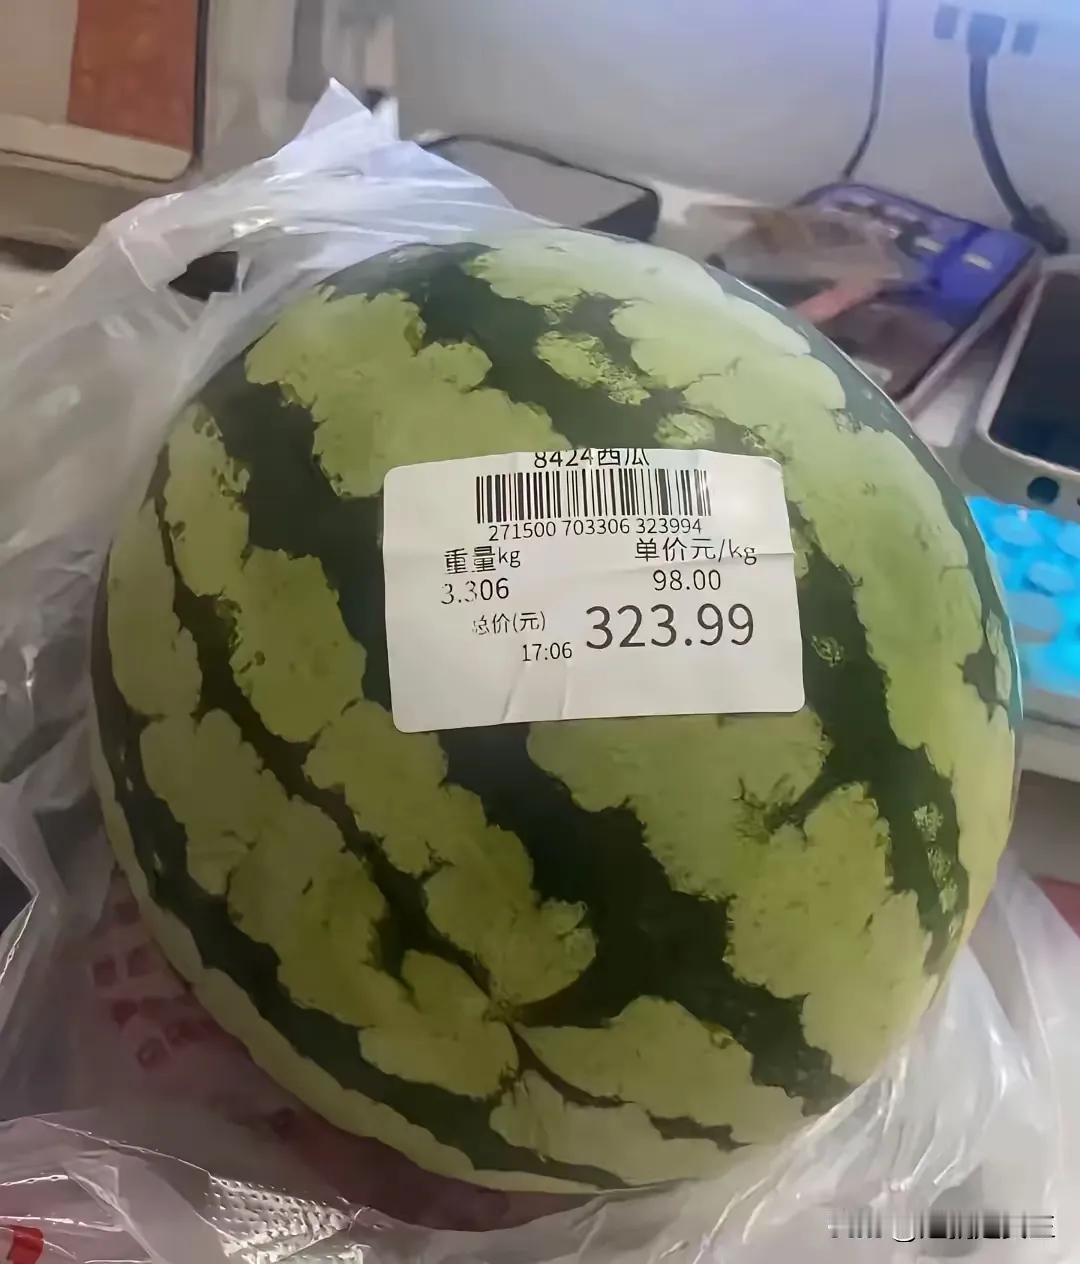 8424西瓜
271500 703306 323994
重量kg 单价元/kg
3.306 98.00
总价(元) 323.99
17:06